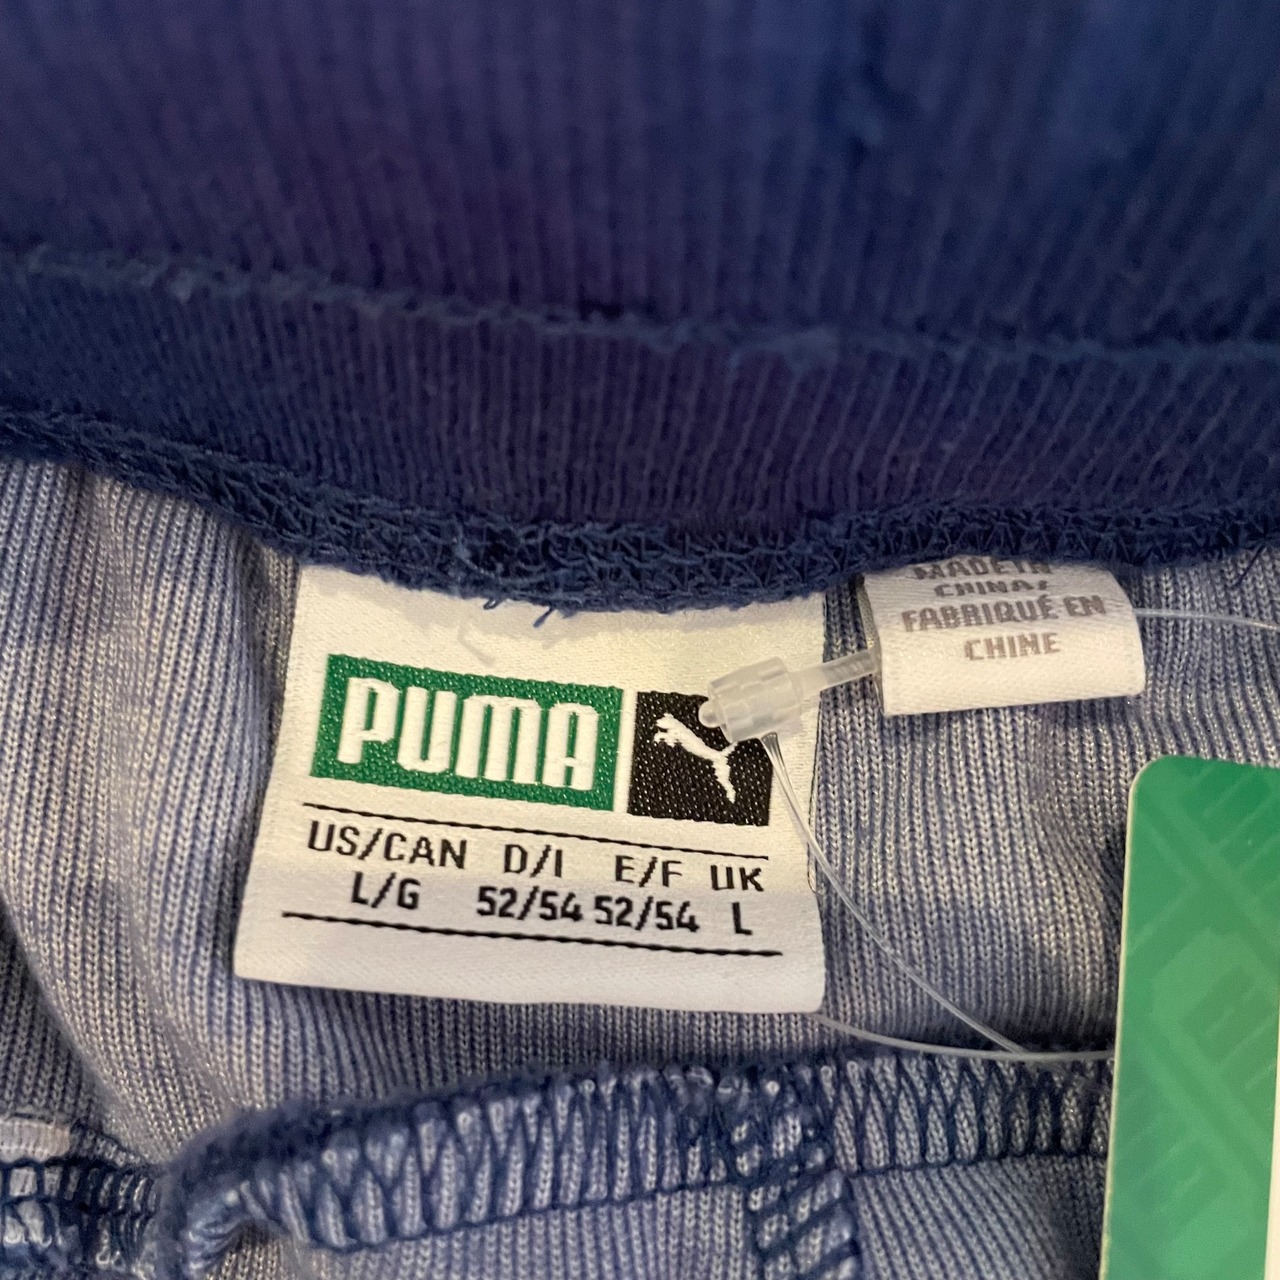 MADE IN
CHINA/
FABRIQUÉ EN
CHINE
PUMA
US/CAN D/I E/F UK
L/G 52/54 52/54 L